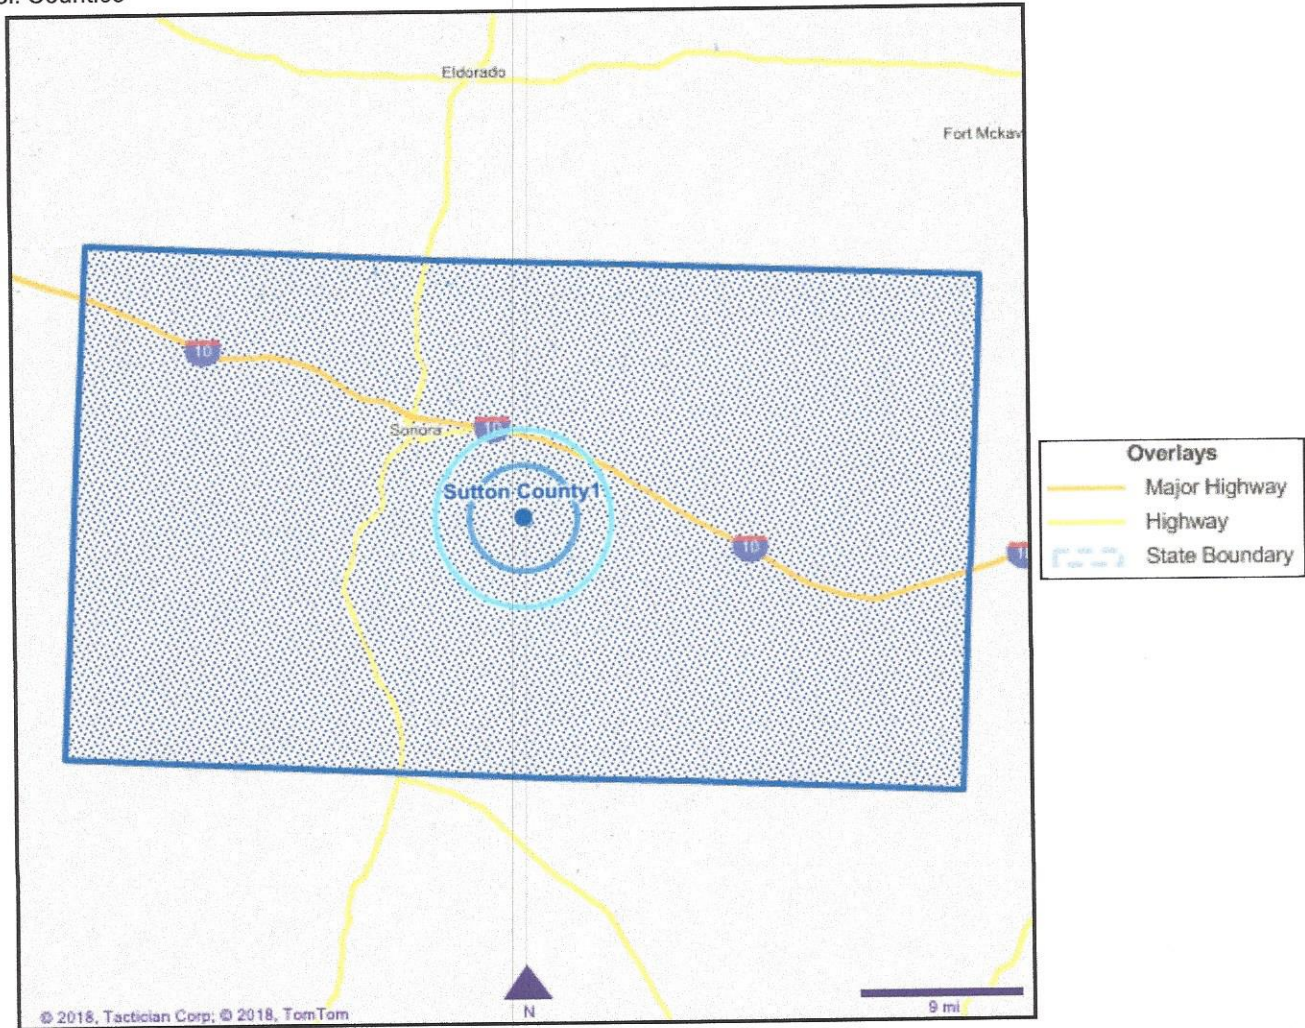 Eldorado
Fort Mckav
10
Sonora
10
Sutton County1
10
Overlays
Major Highway
Highway
State Boundary
© 2018, Tactician Corp; © 2018, TomTom
N
9 mi